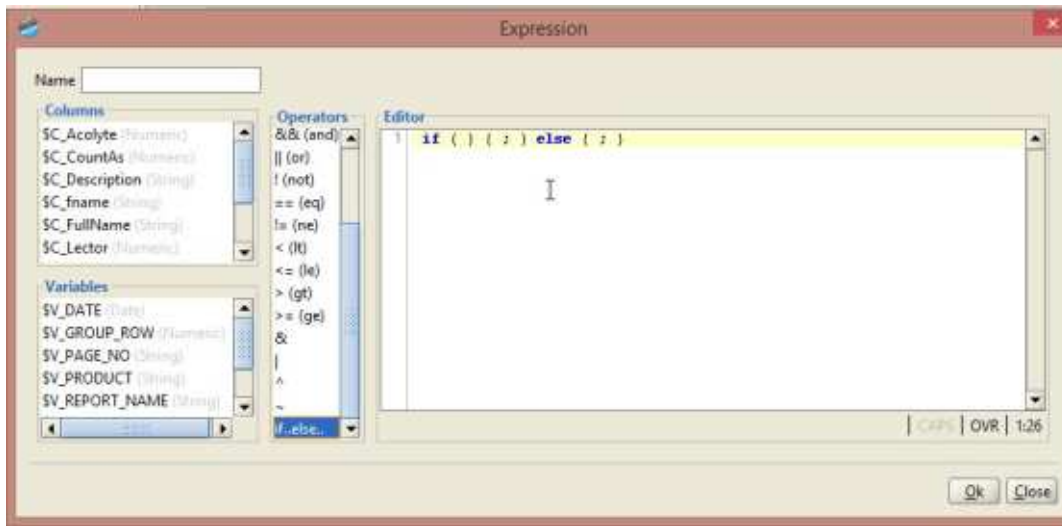 Expression
Name
Columns
$C_Acolyte (Numeric)
$C_CountAs (Numeric)
$C_Description (String)
$C_fname (String)
$C_FullName (String)
$C_Lector (Numeric)
Variables
$V_DATE (Date)
$V_GROUP_ROW (Numeric)
$V_PAGE_NO (String)
$V_PRODUCT (String)
$V_REPORT_NAME (String)
Operators
&& (and)
|| (or)
! (not)
== (eq)
!= (ne)
< (lt)
<= (le)
> (gt)
>= (ge)
&
|
^
~
if..else..
Editor
1 if ( ) { ; } else { ; }
CAPS OVR 1:26
Ok Close